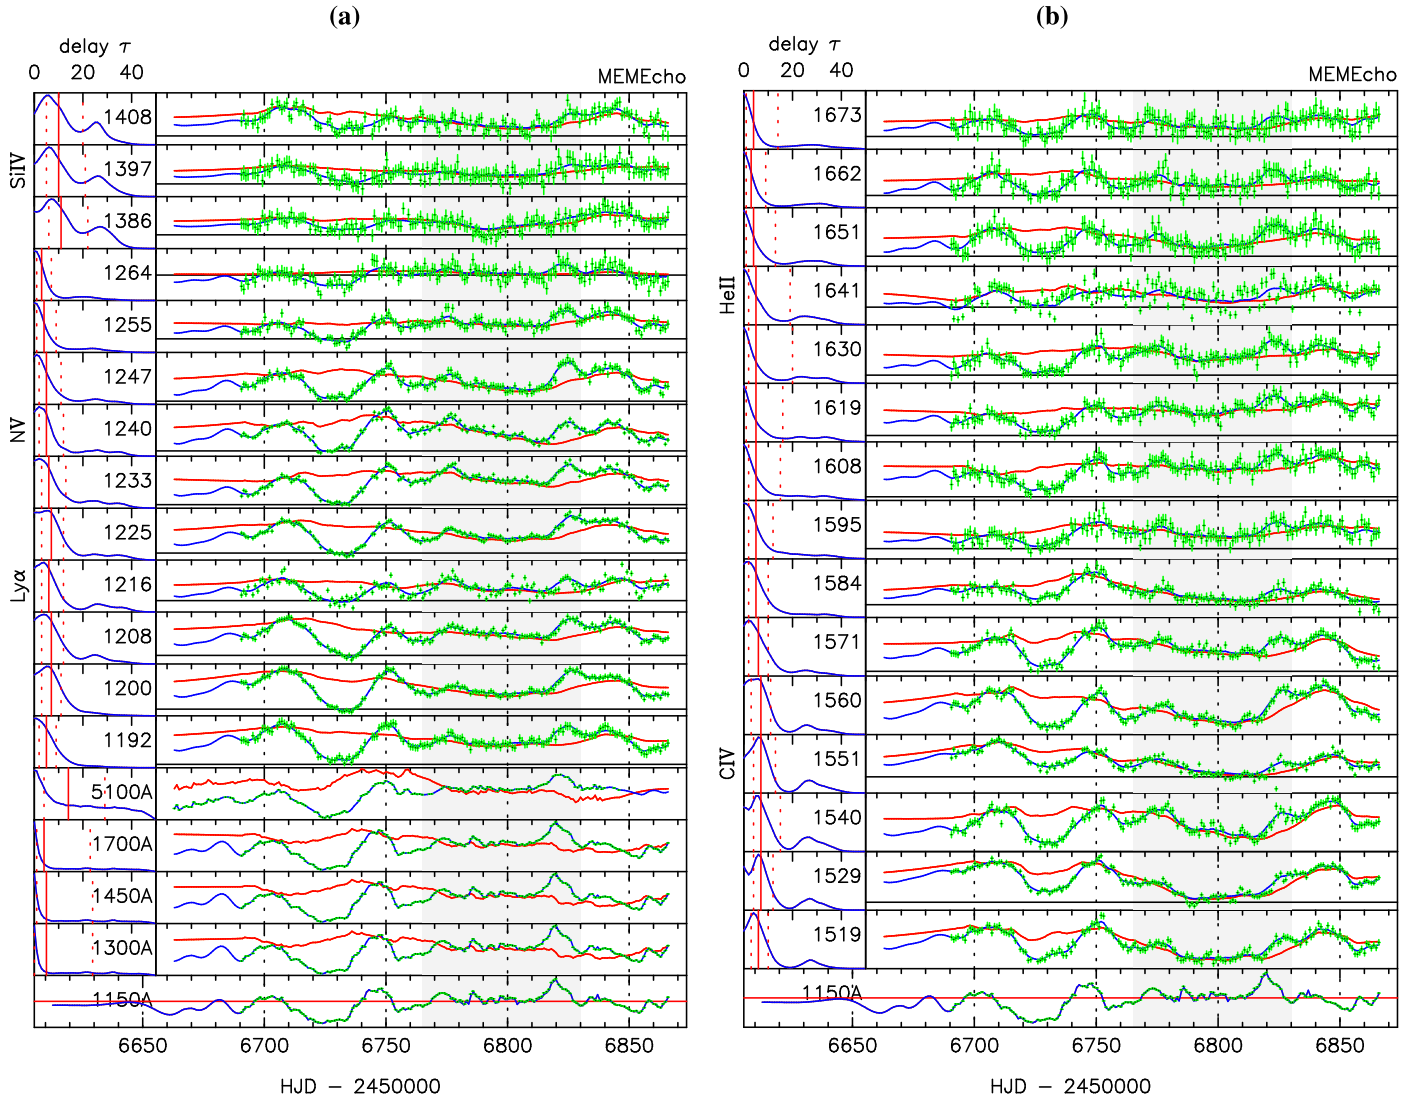 (a)
delay τ
0 20 40
MEMEcho
SiIV
1408
1397
1386
1264
1255
1247
NV
1240
1233
1225
Lyα
1216
1208
1200
1192
5100A
1700A
1450A
1300A
1150A
6650 6700 6750 6800 6850
HJD − 2450000
(b)
delay τ
0 20 40
MEMEcho
1673
1662
1651
HeII
1641
1630
1619
1608
1595
1584
1571
1560
CIV
1551
1540
1529
1519
1150A
6650 6700 6750 6800 6850
HJD − 2450000